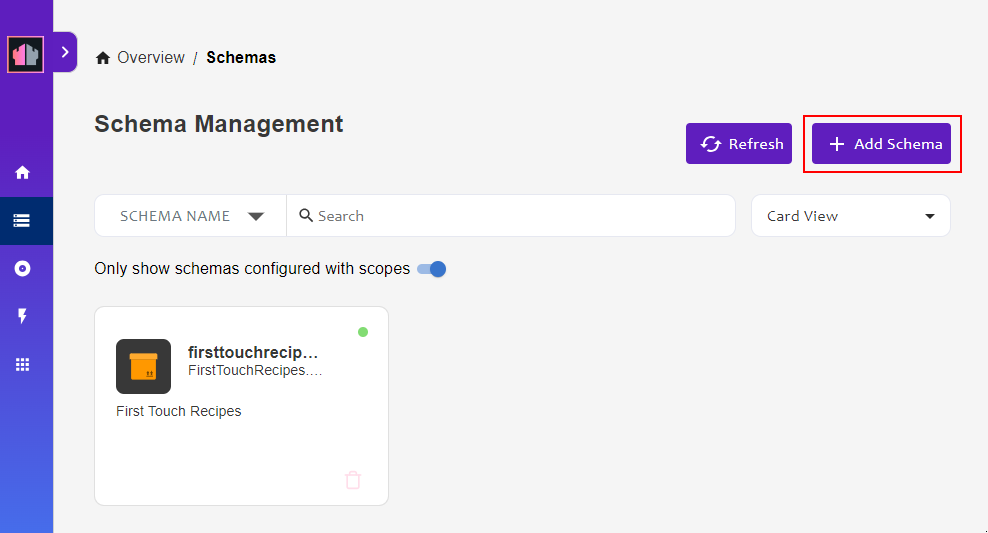 Overview / Schemas
Schema Management
Refresh
Add Schema
SCHEMA NAME
Search
Card View
Only show schemas configured with scopes
firsttouchrecip...
FirstTouchRecipes....
First Touch Recipes